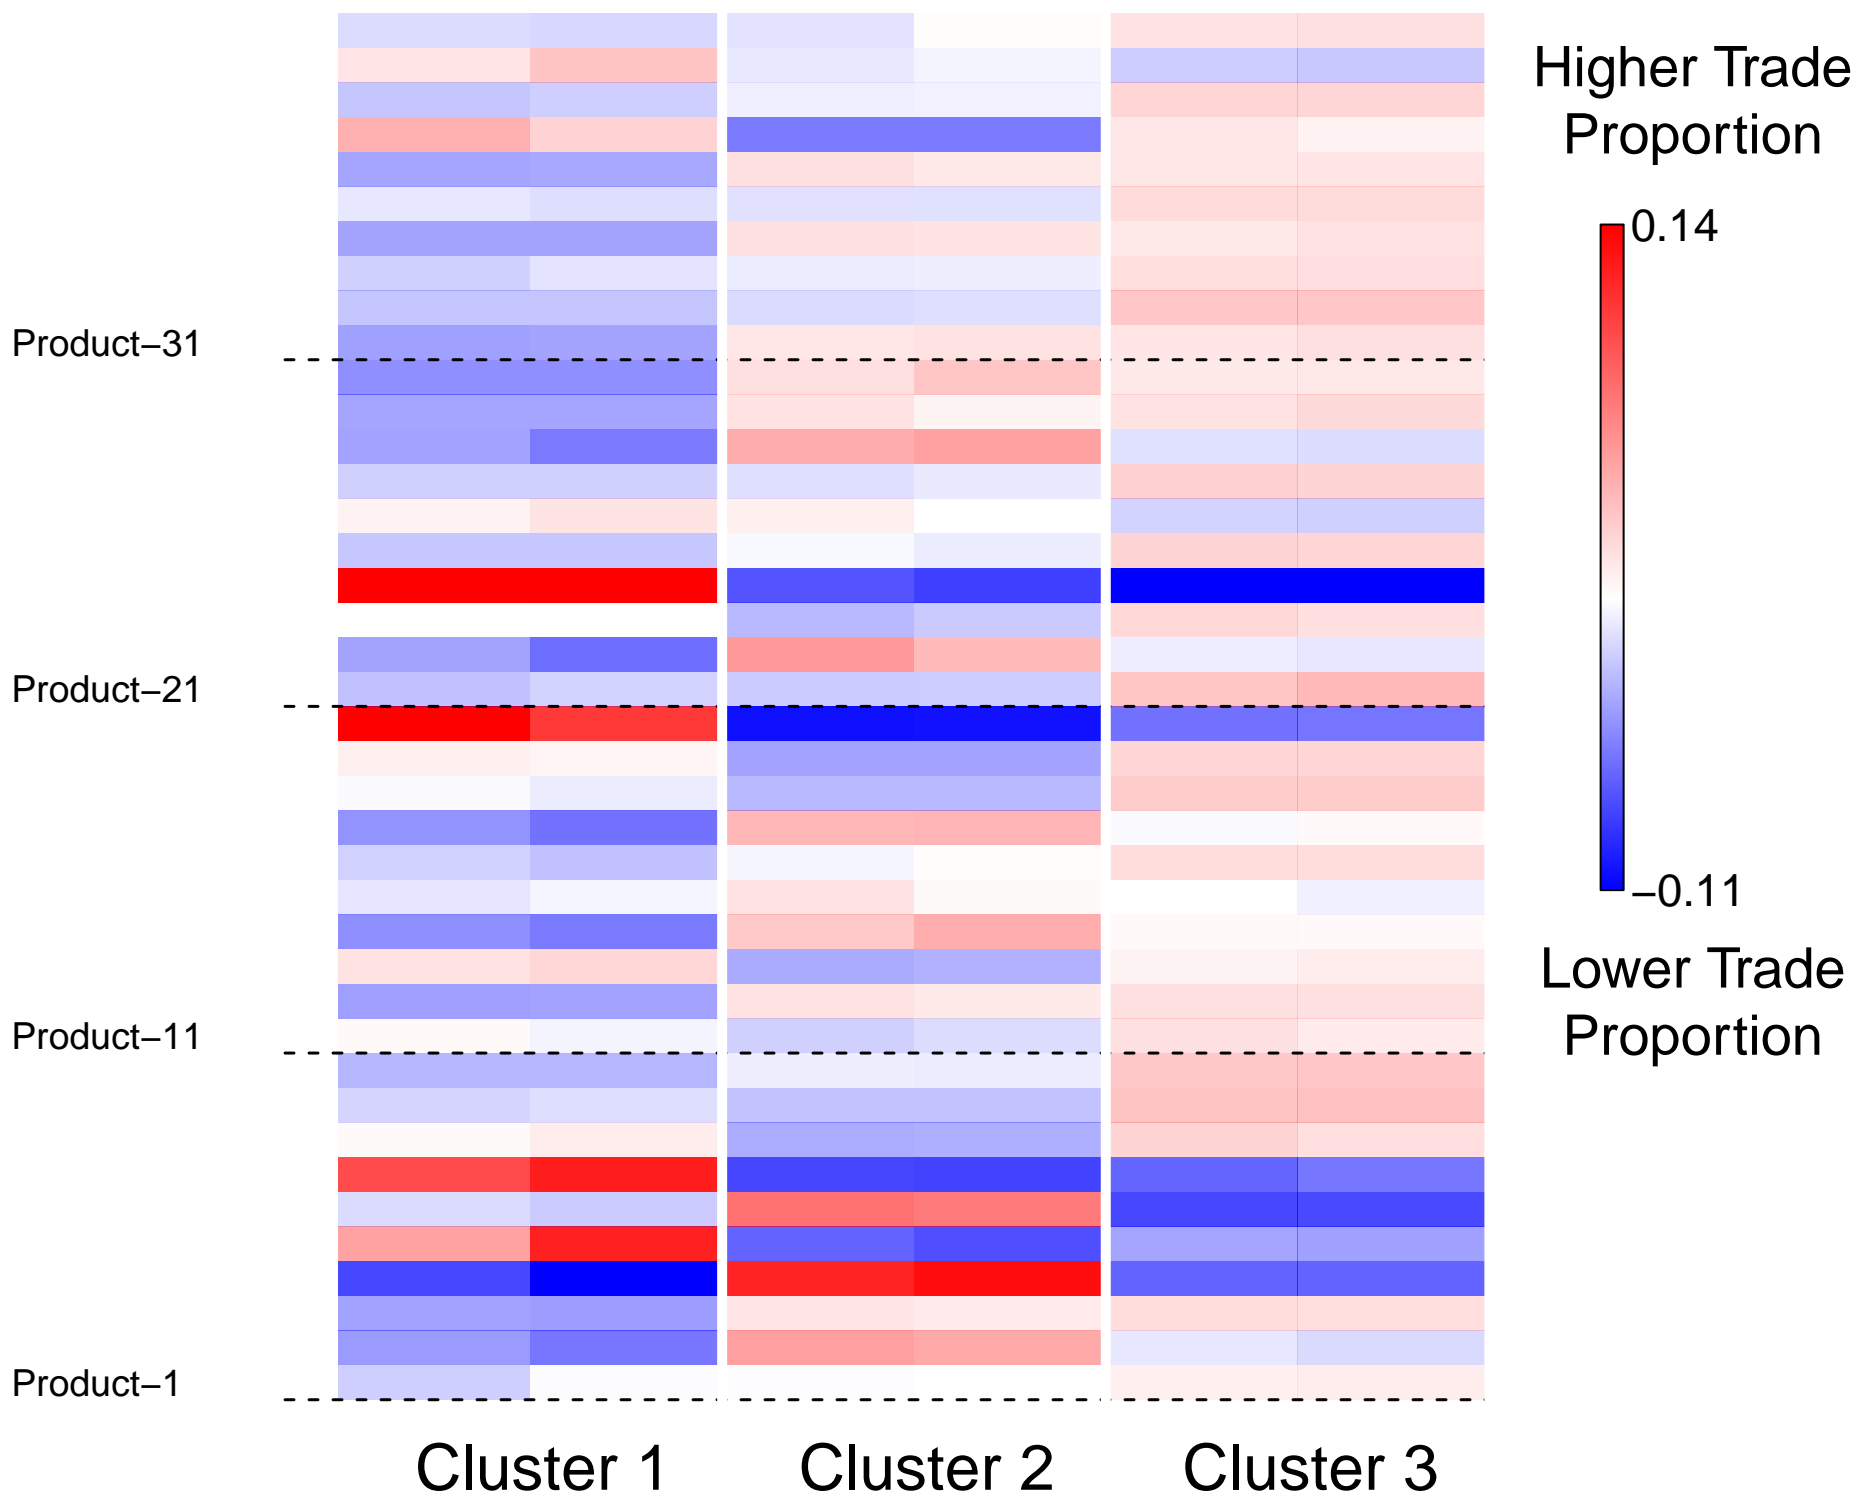 Higher Trade
Proportion
0.14
Product−31
Product−21
−0.11
Lower Trade
Proportion
Product−11
Product−1
Cluster 1
Cluster 2
Cluster 3